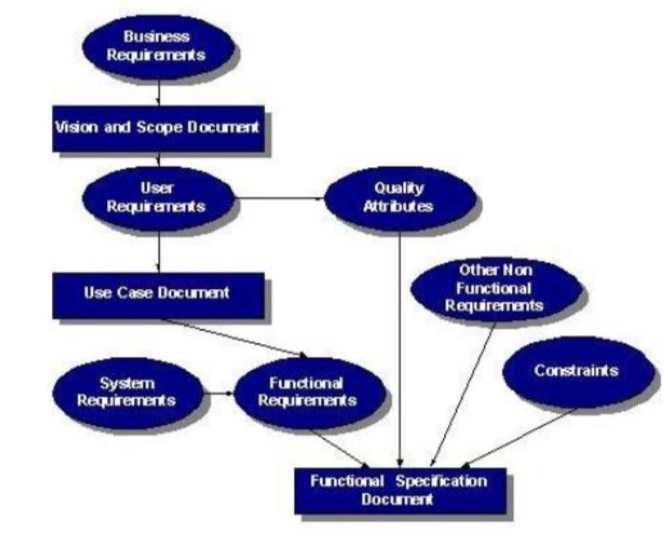 Business
Requirements
Vision and Scope Document
User
Requirements
Quality
Attributes
Other Non
Functional
Requirements
Use Case Document
Constraints
System
Requirements
Functional
Requirements
Functional Specification
Document